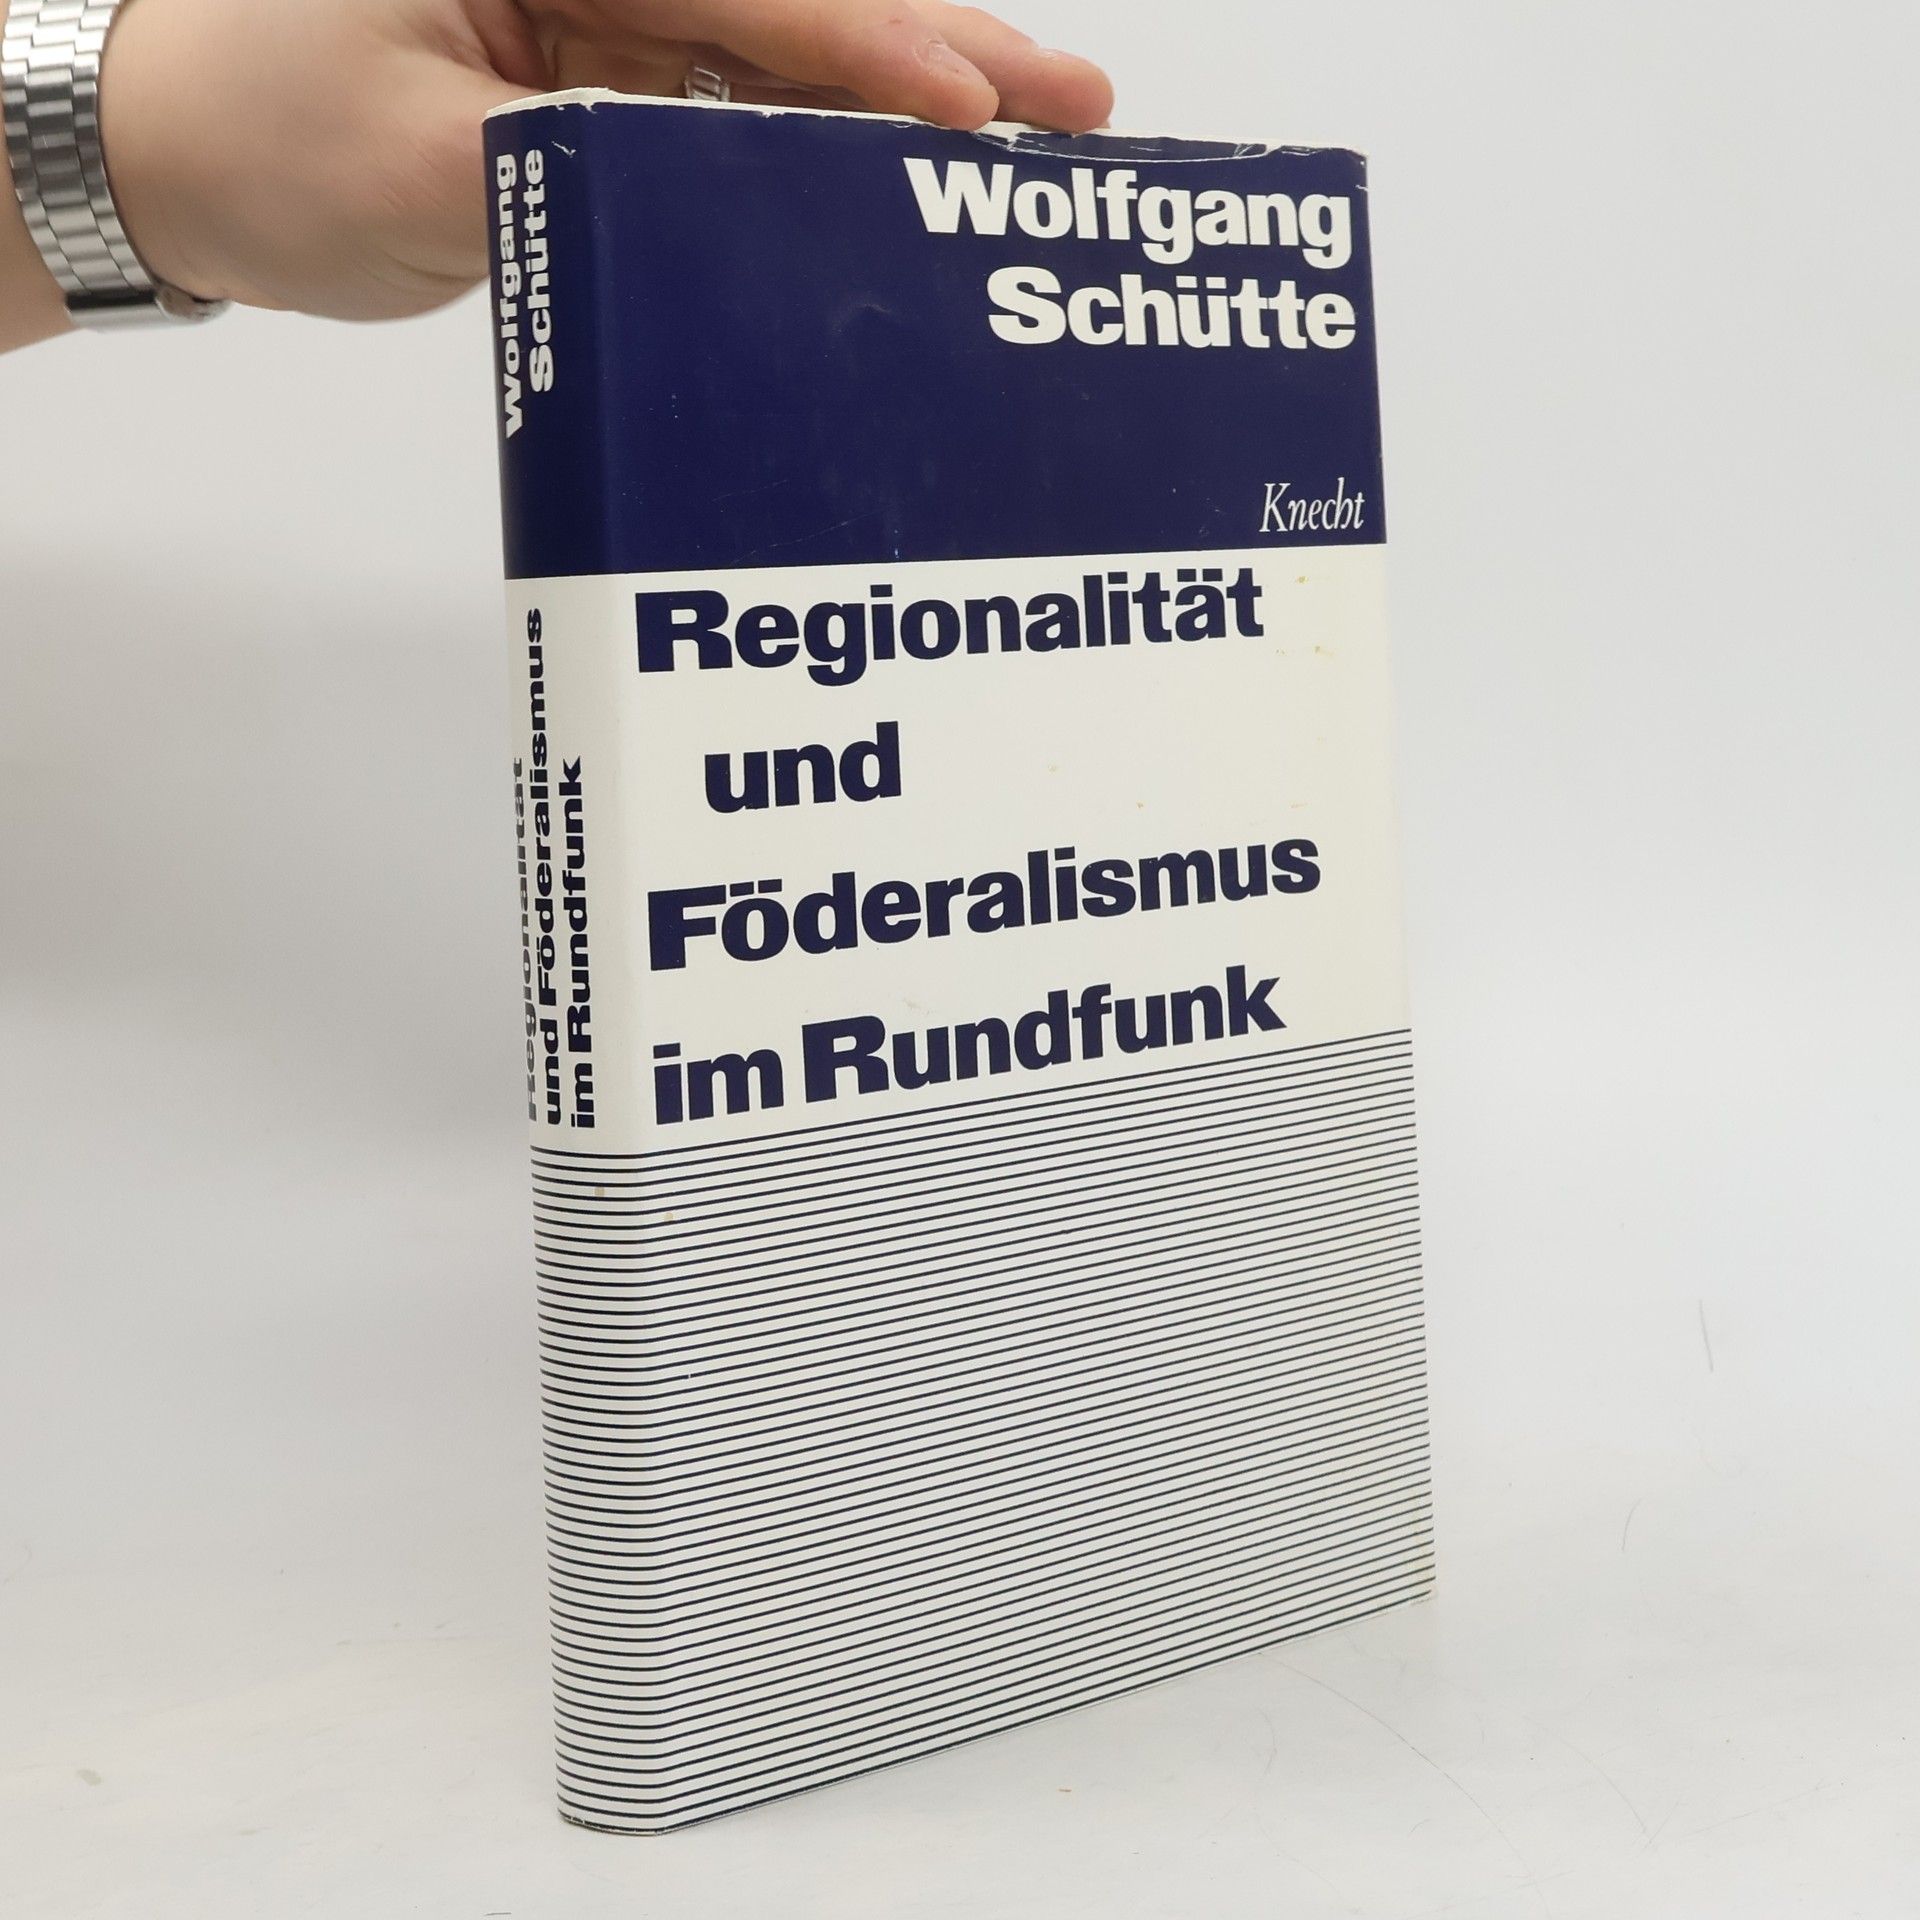 Wolfgang
Schütte
Knecht
Regionalität
und
Föderalismus
im Rundfunk
Wolfgang
Schütte
Regionalität
und Föderalismus
im Rundfunk